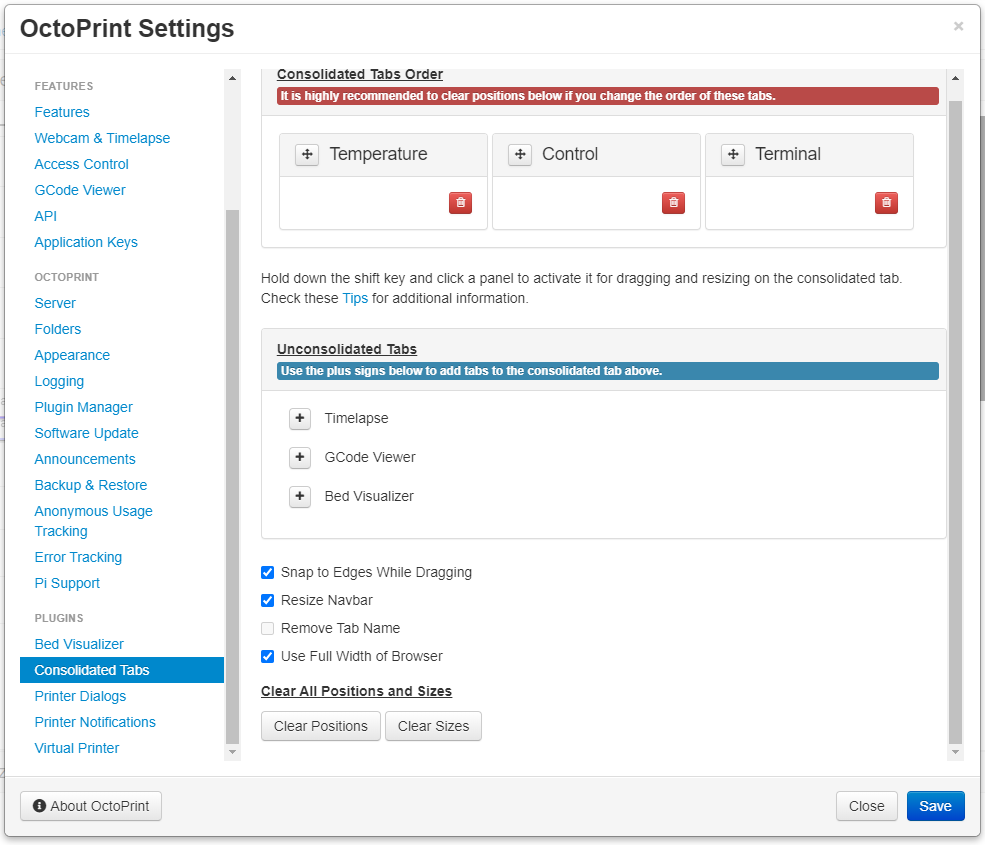 OctoPrint Settings
×
FEATURES
Features
Webcam & Timelapse
Access Control
GCode Viewer
API
Application Keys
OCTOPRINT
Server
Folders
Appearance
Logging
Plugin Manager
Software Update
Announcements
Backup & Restore
Anonymous Usage
Tracking
Error Tracking
Pi Support
PLUGINS
Bed Visualizer
Consolidated Tabs
Printer Dialogs
Printer Notifications
Virtual Printer
Consolidated Tabs Order
It is highly recommended to clear positions below if you change the order of these tabs.
Temperature
Control
Terminal
Hold down the shift key and click a panel to activate it for dragging and resizing on the consolidated tab.
Check these Tips for additional information.
Unconsolidated Tabs
Use the plus signs below to add tabs to the consolidated tab above.
Timelapse
GCode Viewer
Bed Visualizer
Snap to Edges While Dragging
Resize Navbar
Remove Tab Name
Use Full Width of Browser
Clear All Positions and Sizes
Clear Positions
Clear Sizes
About OctoPrint
Close
Save